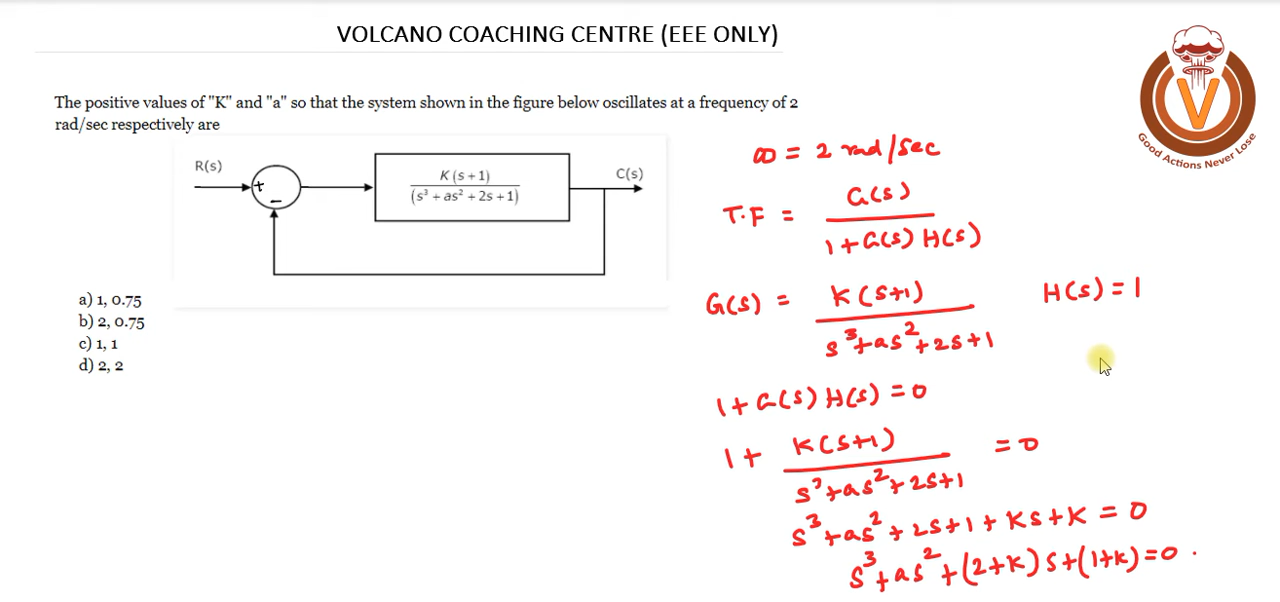 VOLCANO COACHING CENTRE (EEE ONLY)
V
Good Actions Never Lose
The positive values of "K" and "a" so that the system shown in the figure below oscillates at a frequency of 2
rad/sec respectively are
R(s)
+
−
K (s + 1)
(s³ + as² + 2s + 1)
C(s)
a) 1, 0.75
b) 2, 0.75
c) 1, 1
d) 2, 2
ω = 2 rad/sec
T.F = G(s) / 1 + G(s) H(s)
G(s) = K(s+1) / s³+as²+2s+1 H(s) = 1
1 + G(s) H(s) = 0
1 + K(s+1) / s³+as²+2s+1 = 0
s³+as²+2s+1+Ks+K = 0
s³+as²+(2+K)s+(1+K)=0.